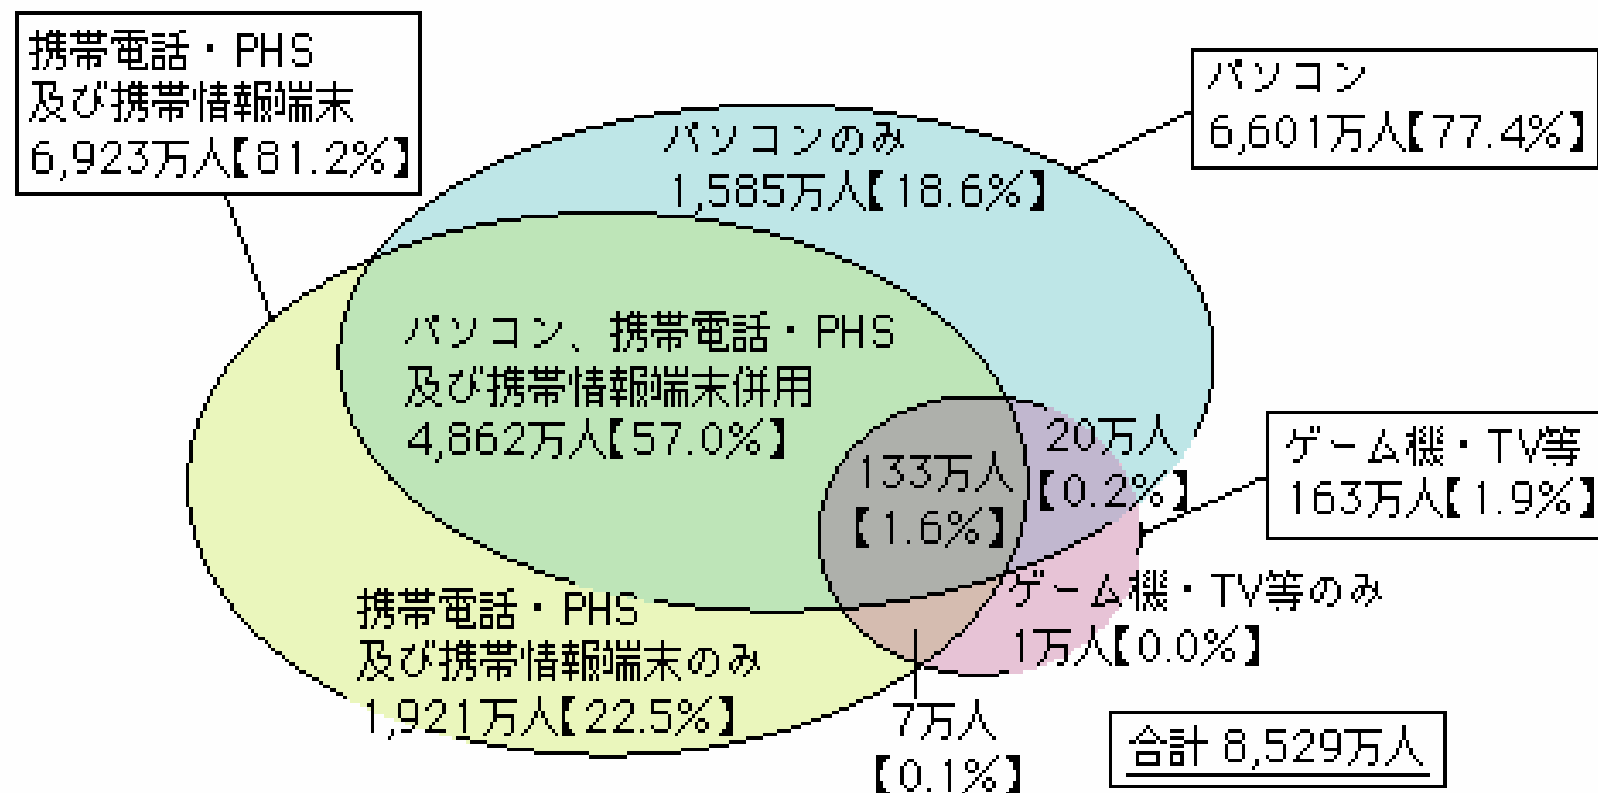 携帯電話・PHS
及び携帯情報端末
6,923万人【81.2%】
パソコン
6,601万人【77.4%】
パソコンのみ
1,585万人【18.6%】
パソコン、携帯電話・PHS
及び携帯情報端末併用
4,862万人【57.0%】
133万人
【1.6%】
20万人
【0.2%】
ゲーム機・TV等
163万人【1.9%】
ゲーム機・TV等のみ
1万人【0.0%】
携帯電話・PHS
及び携帯情報端末のみ
1,921万人【22.5%】
7万人
【0.1%】
合計 8,529万人